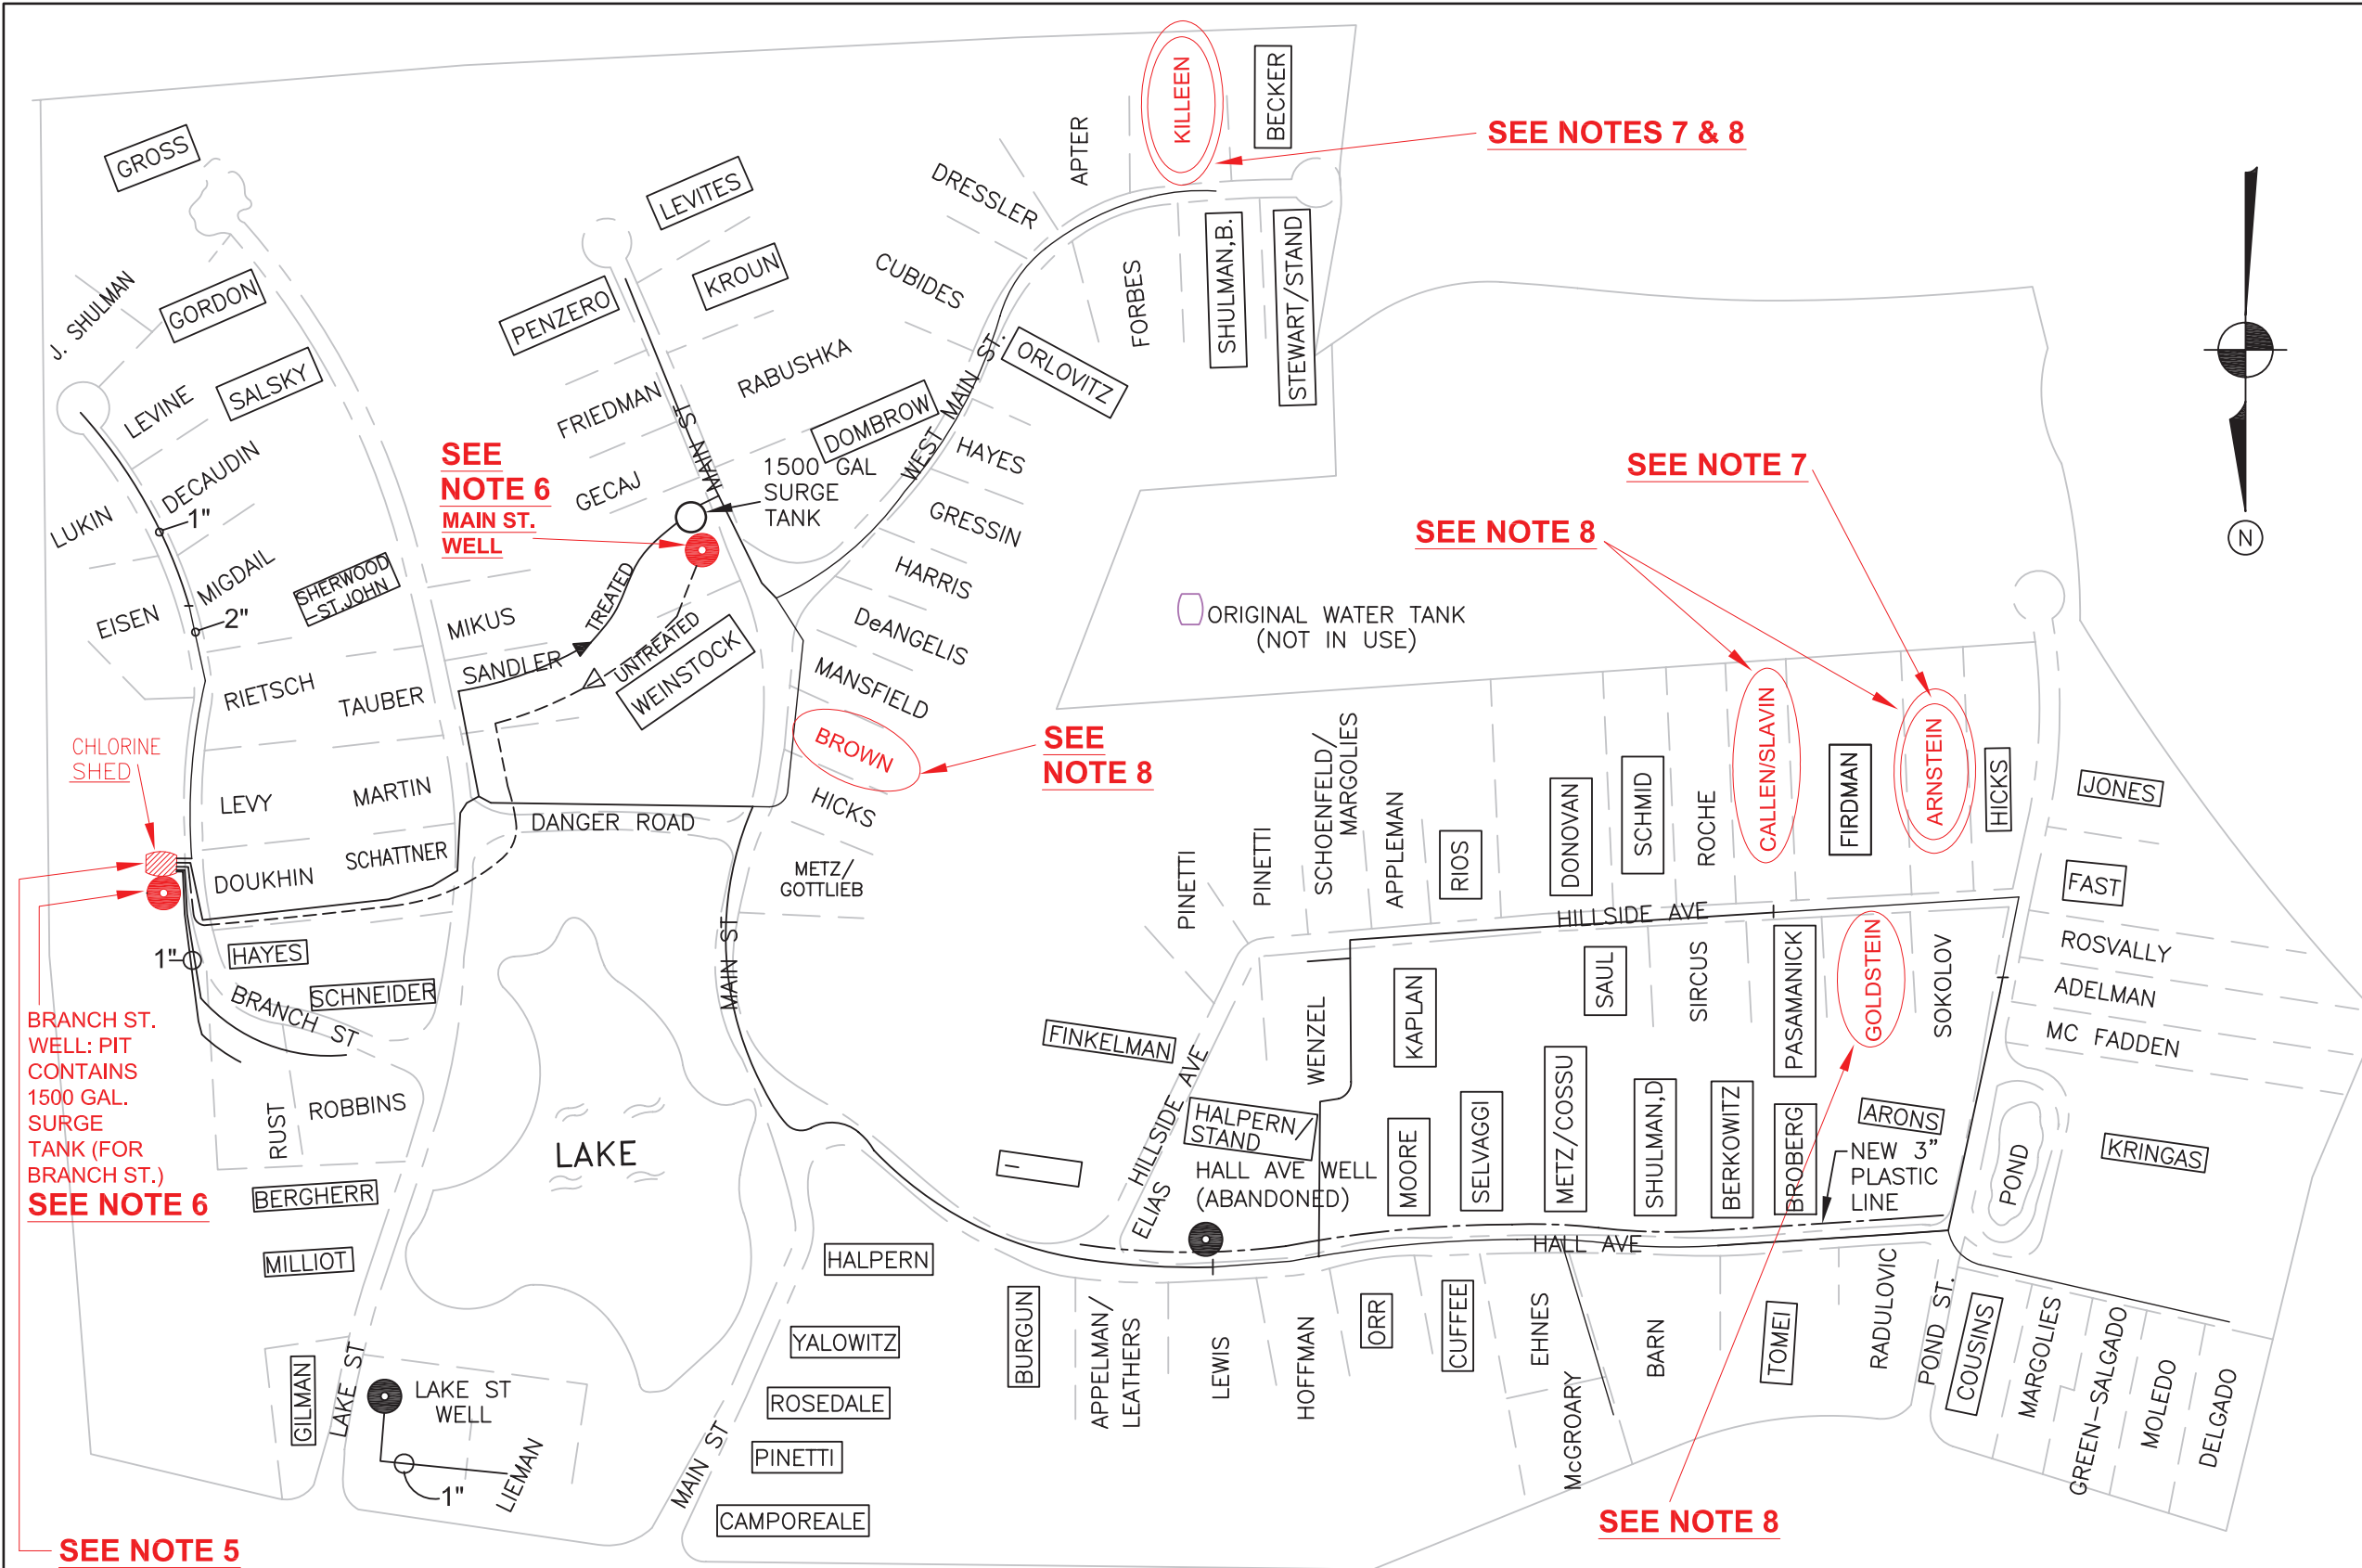 GROSS
J. SHULMAN
GORDON
LEVINE
SALSKY
DECAUDIN
LUKIN
1"
MIGDAIL
EISEN
2"
SHERWOOD
-ST.JOHN
RIETSCH
TAUBER
MIKUS
SANDLER
LEVITES
KROUN
PENZERO
RABUSHKA
FRIEDMAN
GECAJ
MAIN ST
DOMBROW
1500 GAL
SURGE
TANK
SEE
NOTE 6
MAIN ST.
WELL
TREATED
UNTREATED
WEINSTOCK
DRESSLER
APTER
KILLEEN
BECKER
SEE NOTES 7 & 8
CUBIDES
WEST MAIN ST.
ORLOVITZ
FORBES
SHULMAN,B.
STEWART/STAND
HAYES
GRESSIN
HARRIS
DeANGELIS
MANSFIELD
BROWN
SEE
NOTE 8
HICKS
METZ/
GOTTLIEB
N
SEE NOTE 7
SEE NOTE 8
ORIGINAL WATER TANK
(NOT IN USE)
CHLORINE
SHED
LEVY
MARTIN
DOUKHIN
SCHATTNER
DANGER ROAD
HAYES
1"
SCHNEIDER
BRANCH ST
BRANCH ST.
WELL: PIT
CONTAINS
1500 GAL.
SURGE
TANK (FOR
BRANCH ST.)
SEE NOTE 6
RUST
ROBBINS
BERGHERR
MILLIOT
GILMAN
LAKE ST
LAKE ST
WELL
1"
LIEMAN
SEE NOTE 5
LAKE
MAIN ST
MAIN ST
HALPERN
YALOWITZ
ROSEDALE
PINETTI
CAMPOREALE
PINETTI
PINETTI
SCHOENFELD/
MARGOLIES
APPLEMAN
RIOS
DONOVAN
SCHMID
ROCHE
CALLEN/SLAVIN
FIRDMAN
ARNSTEIN
HICKS
JONES
FAST
ROSVALLY
ADELMAN
MC FADDEN
KRINGAS
HILLSIDE AVE
FINKELMAN
HILLSIDE AVE
WENZEL
KAPLAN
SAUL
SIRCUS
PASAMANICK
GOLDSTEIN
SOKOLOV
HALPERN/
STAND
ELIAS
HALL AVE WELL
(ABANDONED)
MOORE
SELVAGGI
METZ/COSSU
SHULMAN,D
BERKOWITZ
BROBERG
ARONS
NEW 3"
PLASTIC
LINE
POND
HALL AVE
BURGUN
APPELMAN/
LEATHERS
LEWIS
HOFFMAN
ORR
CUFFEE
EHNES
McGROARY
BARN
TOMEI
RADULOVIC
POND ST.
COUSINS
MARGOLIES
GREEN-SALGADO
MOLEDO
DELGADO
SEE NOTE 8